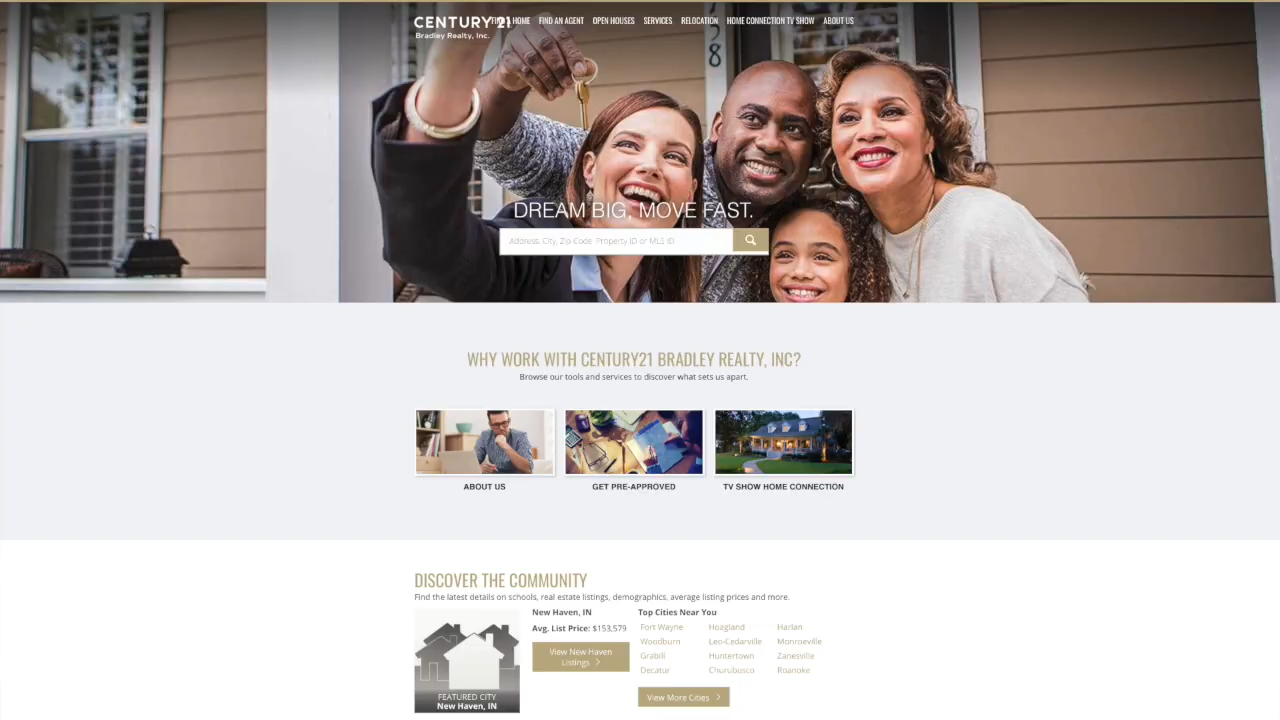 CENTURY 21
Bradley Realty, Inc.
HOME FIND AN AGENT OPEN HOUSES SERVICES RELOCATION HOME CONNECTION TV SHOW ABOUT US
28
DREAM BIG, MOVE FAST.
Address, City, Zip Code, Property ID or MLS ID
WHY WORK WITH CENTURY21 BRADLEY REALTY, INC?
Browse our tools and services to discover what sets us apart.
ABOUT US GET PRE-APPROVED TV SHOW HOME CONNECTION
DISCOVER THE COMMUNITY
Find the latest details on schools, real estate listings, demographics, average listing prices and more.
FEATURED CITY
New Haven, IN
New Haven, IN
Avg. List Price: $153,579
View New Haven
Listings
Top Cities Near You
Fort Wayne Hoagland Harlan
Woodburn Leo-Cedarville Monroeville
Grabill Huntertown Zanesville
Decatur Churubusco Roanoke
View More Cities